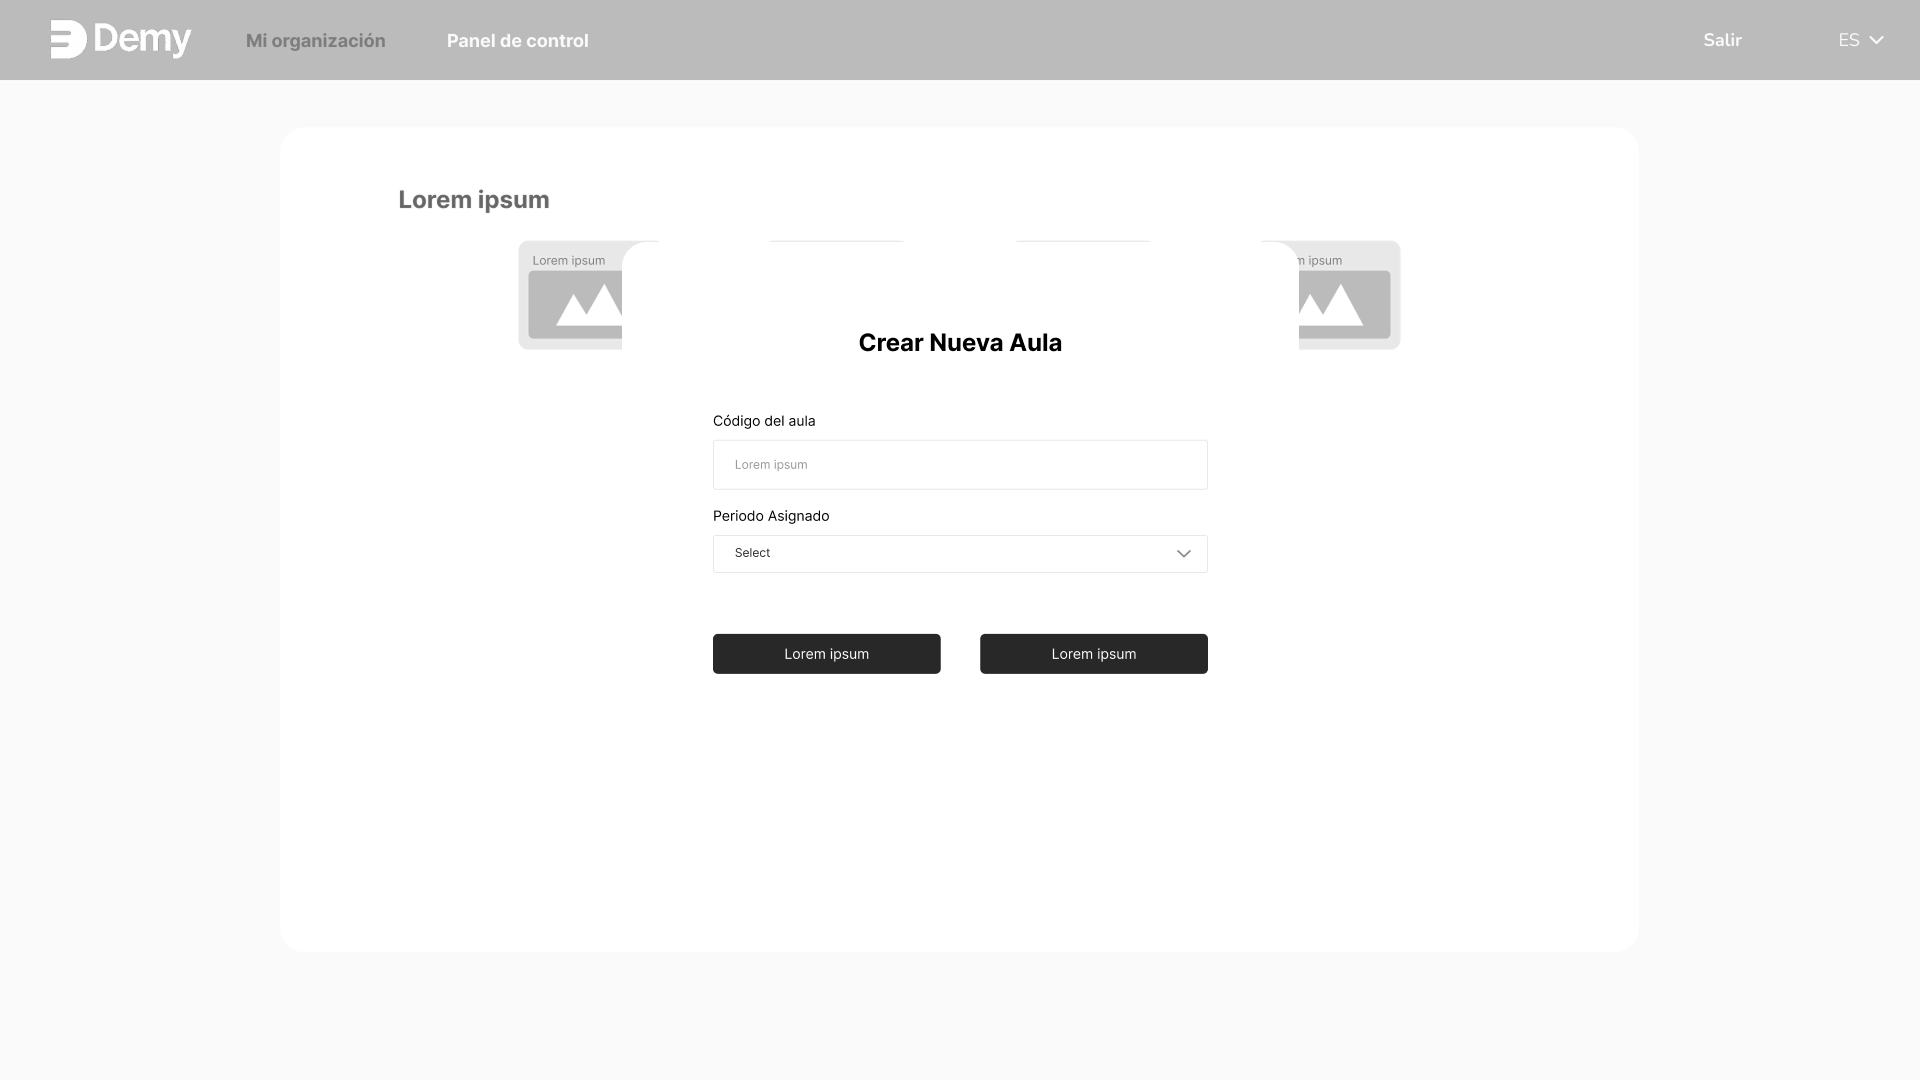 Demy
Mi organización
Panel de control
Salir
ES
Lorem ipsum
Lorem ipsum
ipsum
Crear Nueva Aula
Código del aula
Lorem ipsum
Periodo Asignado
Select
Lorem ipsum
Lorem ipsum